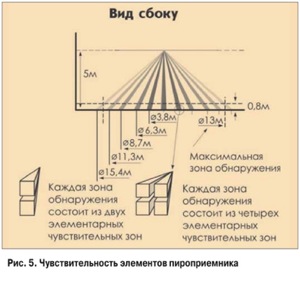 Вид сбоку
5м
0,8м
ø3,8м
ø13м
ø6,3м
ø8,7м
ø11,3м
ø15,4м
Максимальная
зона обнаружения
Каждая зона
обнаружения
состоит из двух
элементарных
чувствительных зон
Каждая зона
обнаружения
состоит из четырех
элементарных
чувствительных зон
Рис. 5. Чувствительность элементов пироприемника